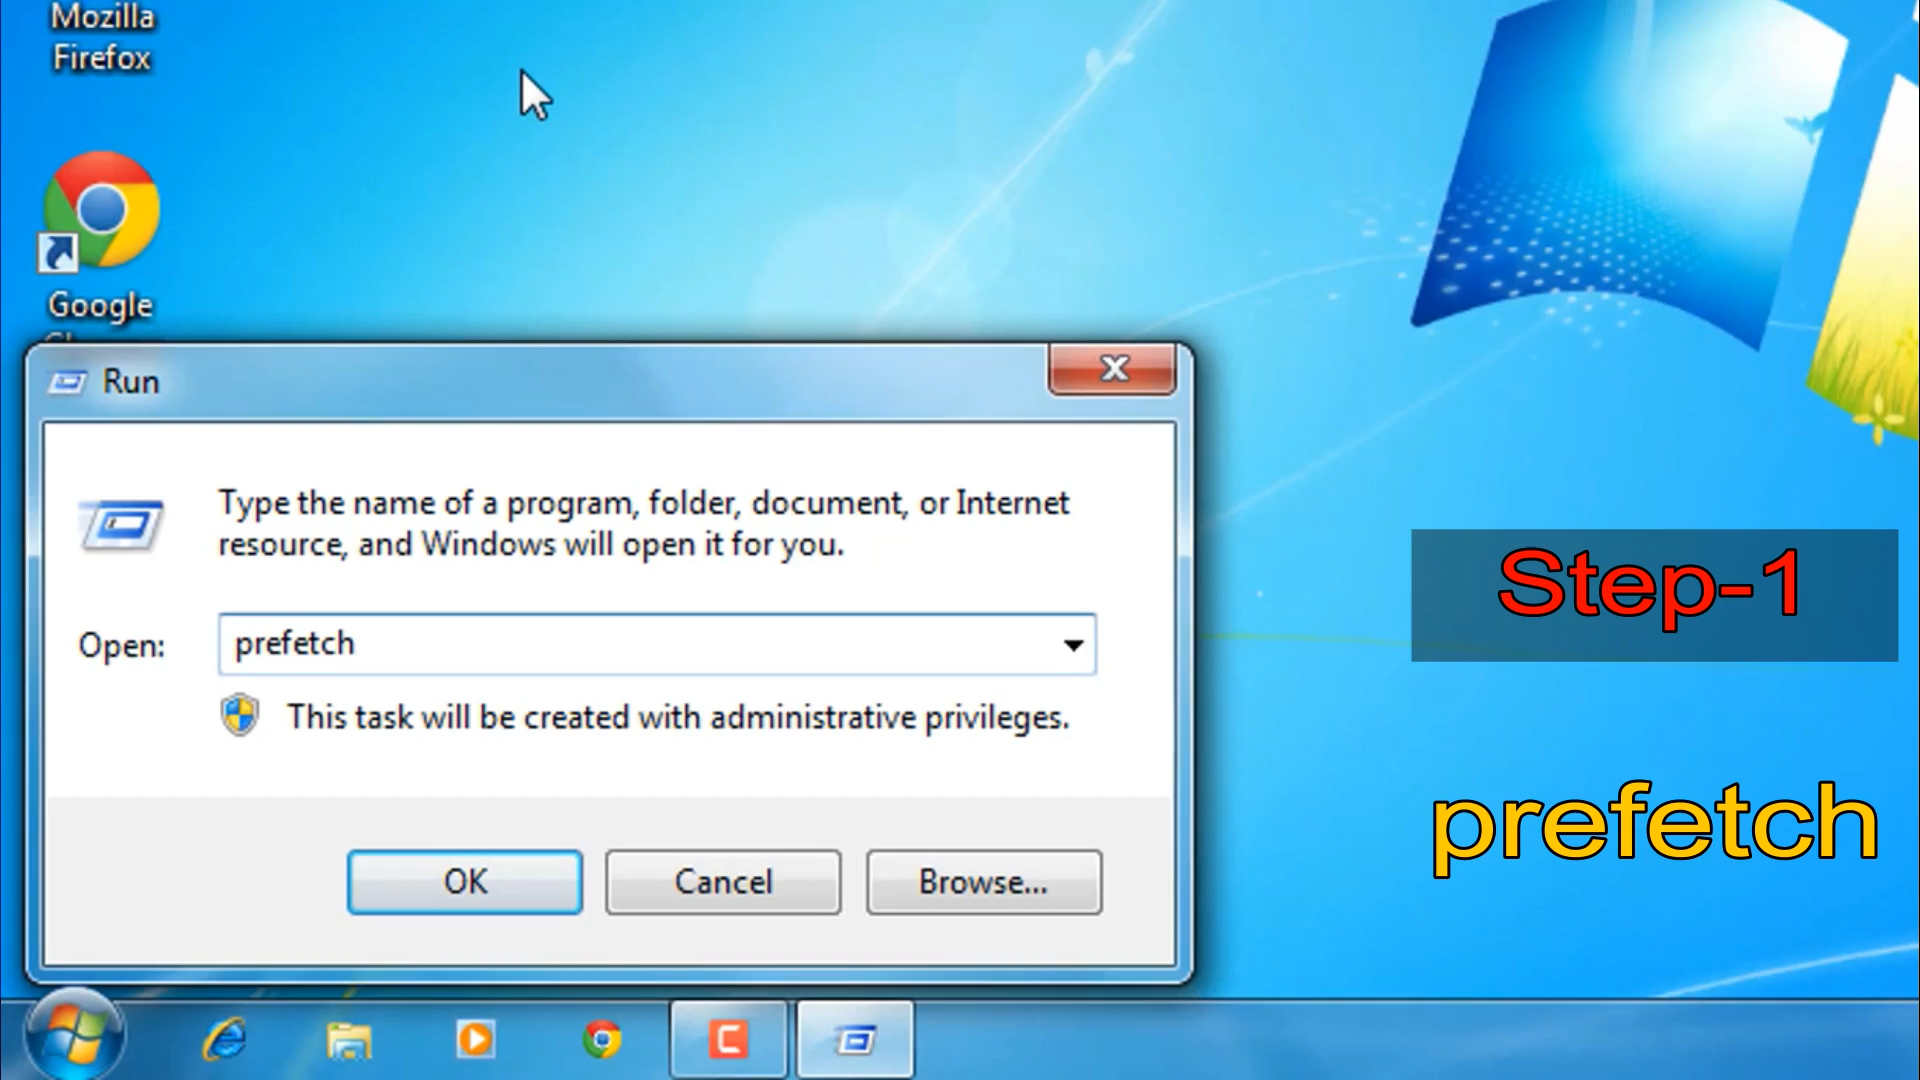 Mozilla
Firefox
Google
Run
Type the name of a program, folder, document, or Internet
resource, and Windows will open it for you.
Open:
prefetch
This task will be created with administrative privileges.
OK
Cancel
Browse...
Step-1
prefetch